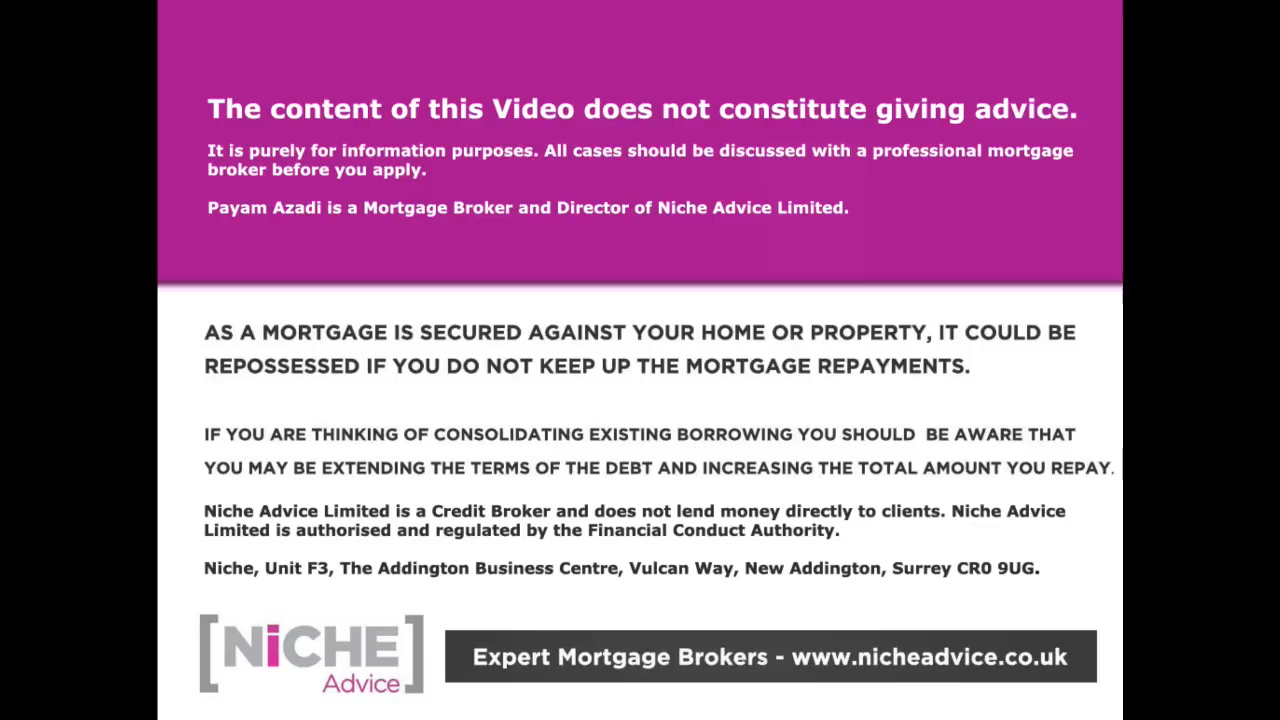 The content of this Video does not constitute giving advice.
It is purely for information purposes. All cases should be discussed with a professional mortgage
broker before you apply.
Payam Azadi is a Mortgage Broker and Director of Niche Advice Limited.
AS A MORTGAGE IS SECURED AGAINST YOUR HOME OR PROPERTY, IT COULD BE
REPOSSESSED IF YOU DO NOT KEEP UP THE MORTGAGE REPAYMENTS.
IF YOU ARE THINKING OF CONSOLIDATING EXISTING BORROWING YOU SHOULD BE AWARE THAT
YOU MAY BE EXTENDING THE TERMS OF THE DEBT AND INCREASING THE TOTAL AMOUNT YOU REPAY.
Niche Advice Limited is a Credit Broker and does not lend money directly to clients. Niche Advice
Limited is authorised and regulated by the Financial Conduct Authority.
Niche, Unit F3, The Addington Business Centre, Vulcan Way, New Addington, Surrey CR0 9UG.
[NiCHE
Advice]
Expert Mortgage Brokers - www.nicheadvice.co.uk